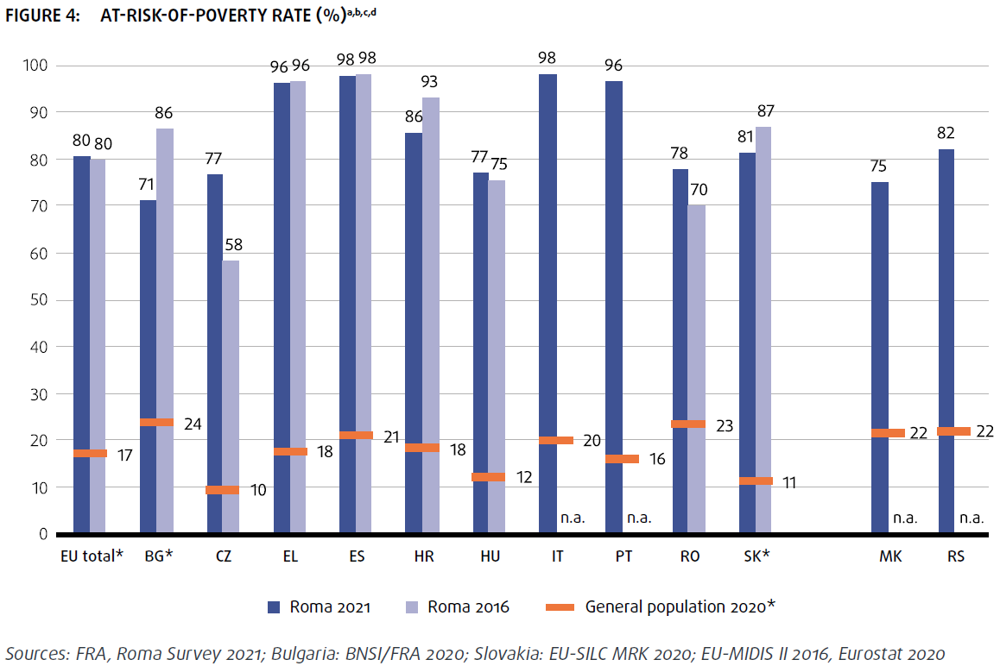 FIGURE 4: AT-RISK-OF-POVERTY RATE (%)a,b,c,d
100
90
80
70
60
50
40
30
20
10
0
80 80 17
71 86 24
77 58 10
96 96 18
98 98 21
86 93 18
77 75 12
98 20 n.a.
96 16 n.a.
78 70 23
81 87 11
75 22 n.a.
82 22 n.a.
EU total* BG* CZ EL ES HR HU IT PT RO SK* MK RS
Roma 2021 Roma 2016 General population 2020*
Sources: FRA, Roma Survey 2021; Bulgaria: BNSI/FRA 2020; Slovakia: EU-SILC MRK 2020; EU-MIDIS II 2016, Eurostat 2020